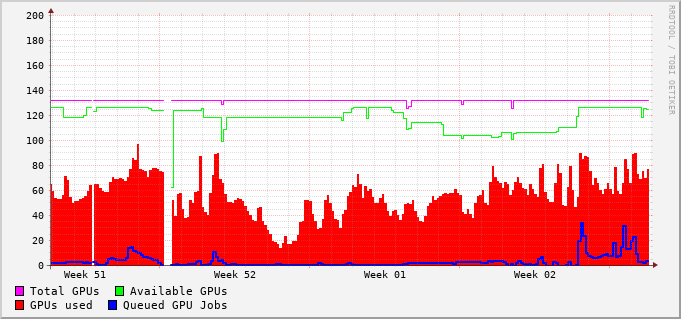 200
180
160
140
120
100
80
60
40
20
0
Week 51 Week 52 Week 01 Week 02
Total GPUs Available GPUs
GPUs used Queued GPU Jobs
RRDTOOL / TOBI OETIKER